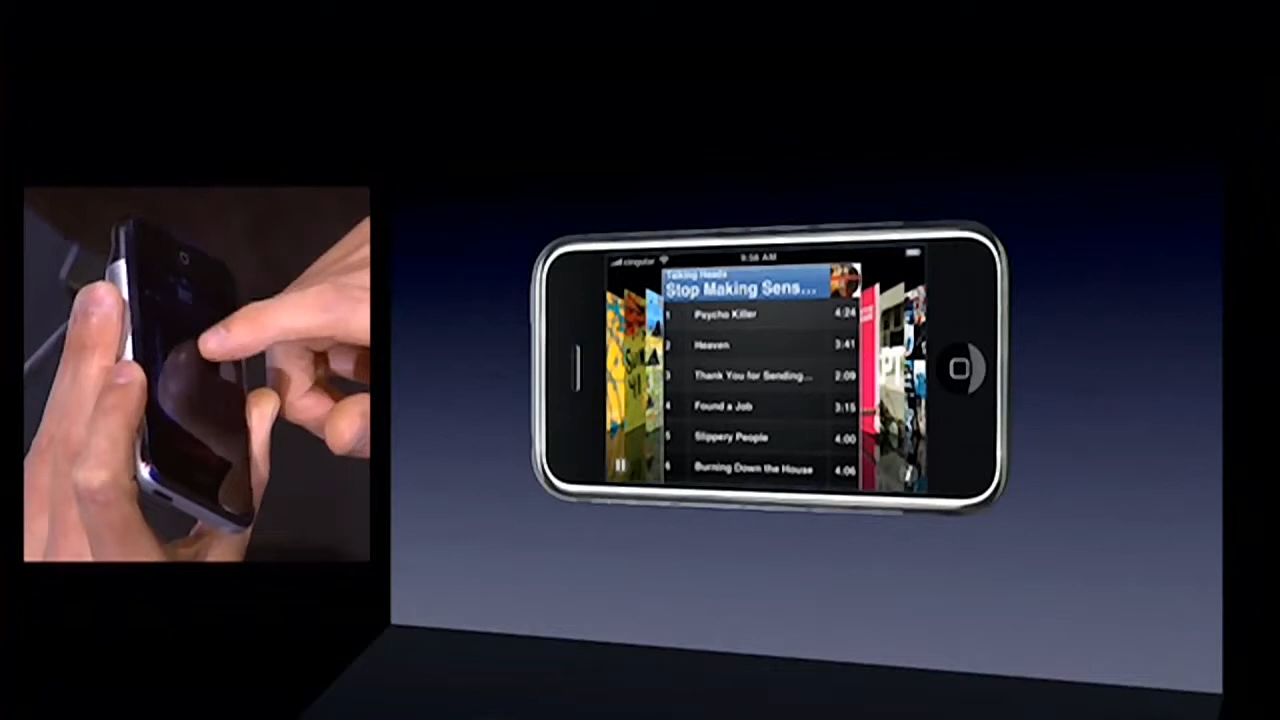 cingular 9:58 AM
Talking Heads
Stop Making Sens...
1 Psycho Killer 4:24
2 Heaven 3:41
3 Thank You for Sending... 2:09
4 Found a Job 3:15
5 Slippery People 4:00
6 Burning Down the House 4:06